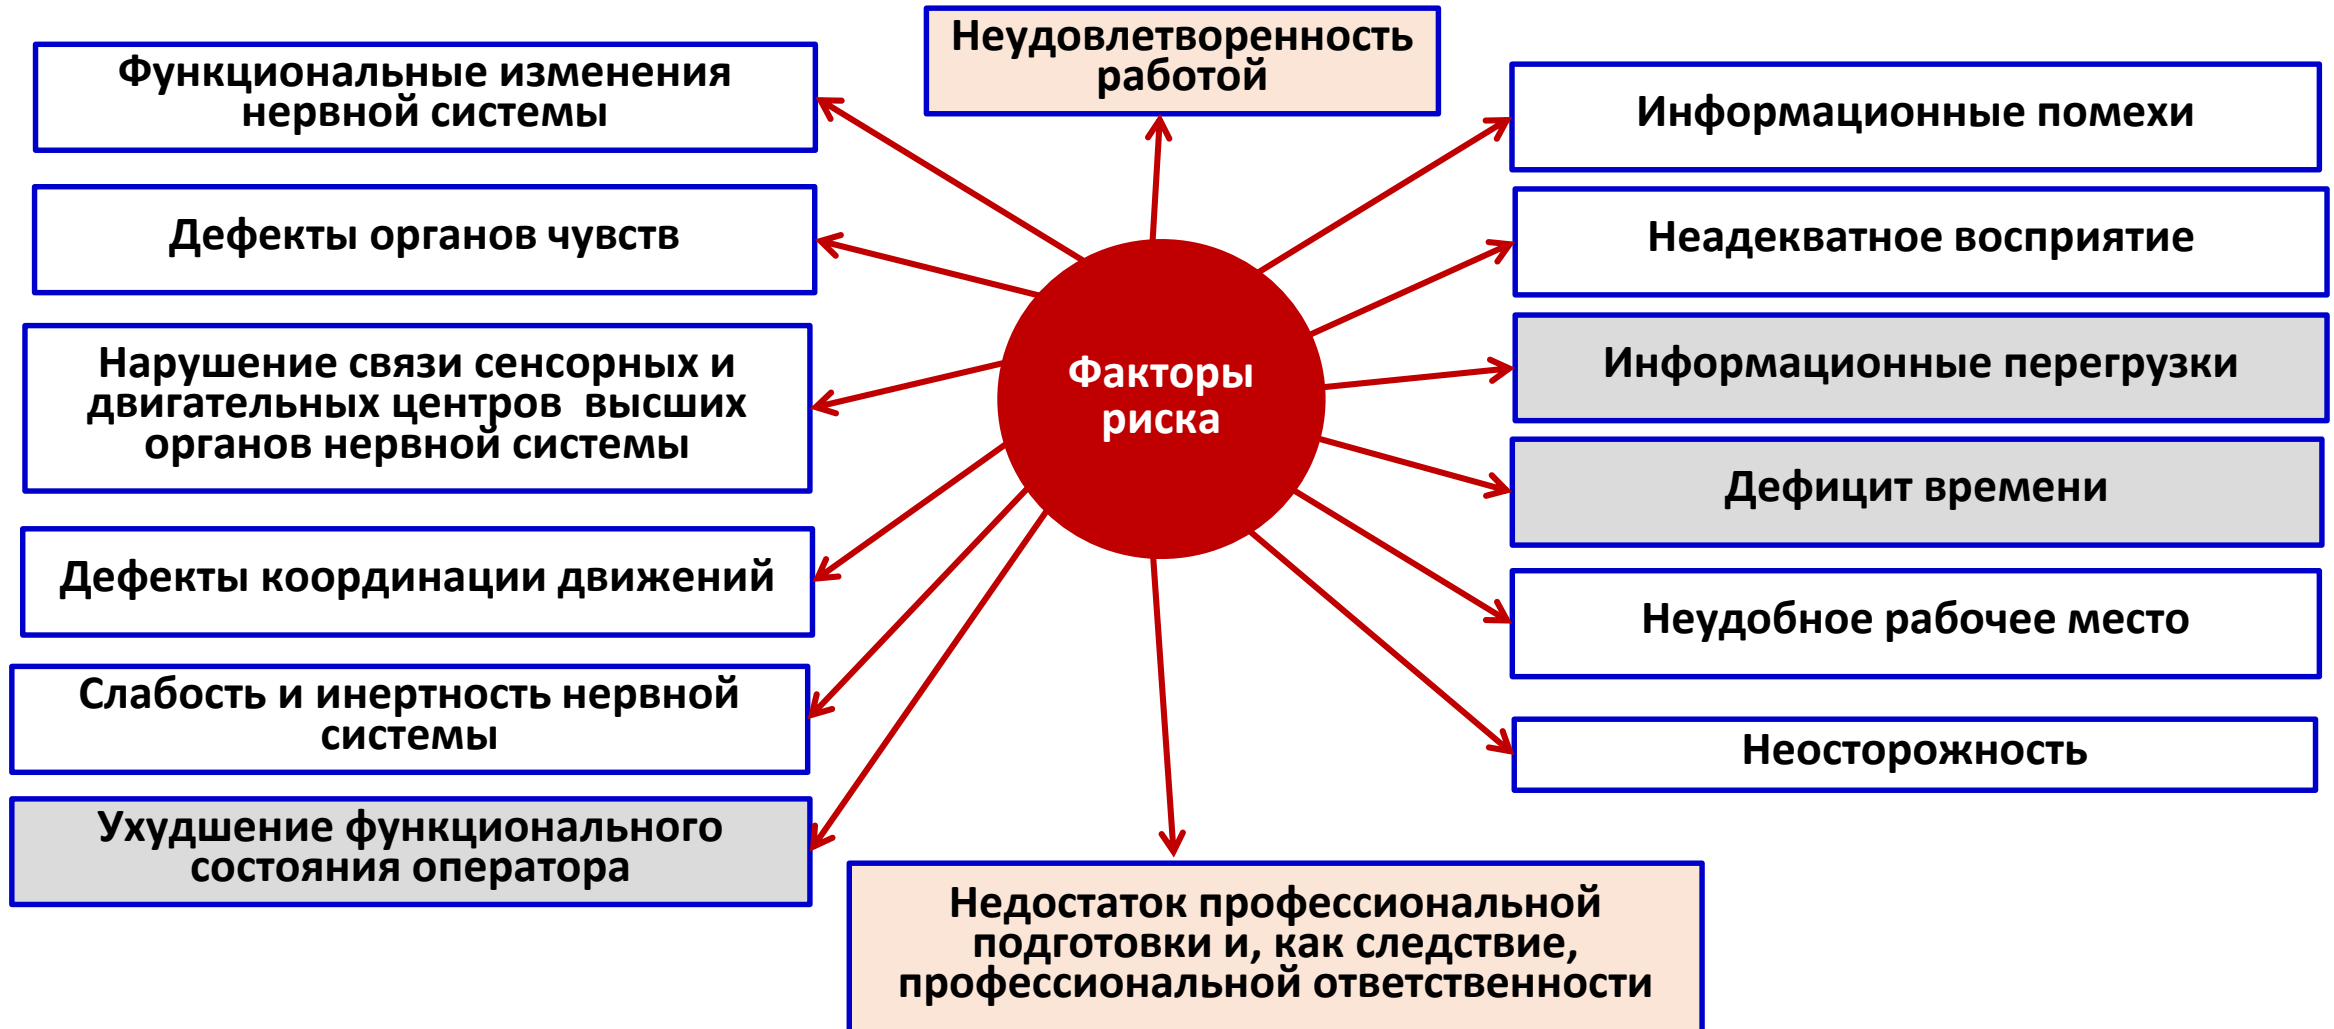 Неудовлетворенность
работой
Функциональные изменения
нервной системы
Дефекты органов чувств
Нарушение связи сенсорных и
двигательных центров  высших
органов нервной системы
Дефекты координации движений
Слабость и инертность нервной
системы
Ухудшение функционального
состояния оператора
Факторы
риска
Информационные помехи
Неадекватное восприятие
Информационные перегрузки
Дефицит времени
Неудобное рабочее место
Неосторожность
Недостаток профессиональной
подготовки и, как следствие,
профессиональной ответственности